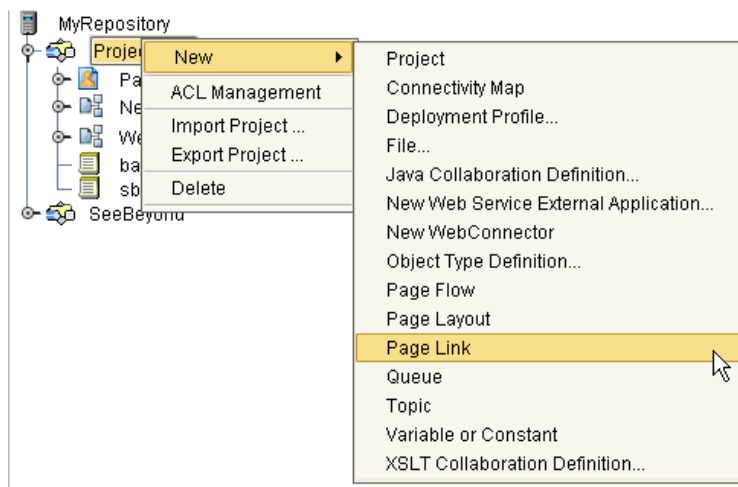 MyRepository
New
ACL Management
Import Project ...
Export Project ...
Delete
SeeBeyond
Project
Connectivity Map
Deployment Profile...
File...
Java Collaboration Definition...
New Web Service External Application...
New WebConnector
Object Type Definition...
Page Flow
Page Layout
Page Link
Queue
Topic
Variable or Constant
XSLT Collaboration Definition...